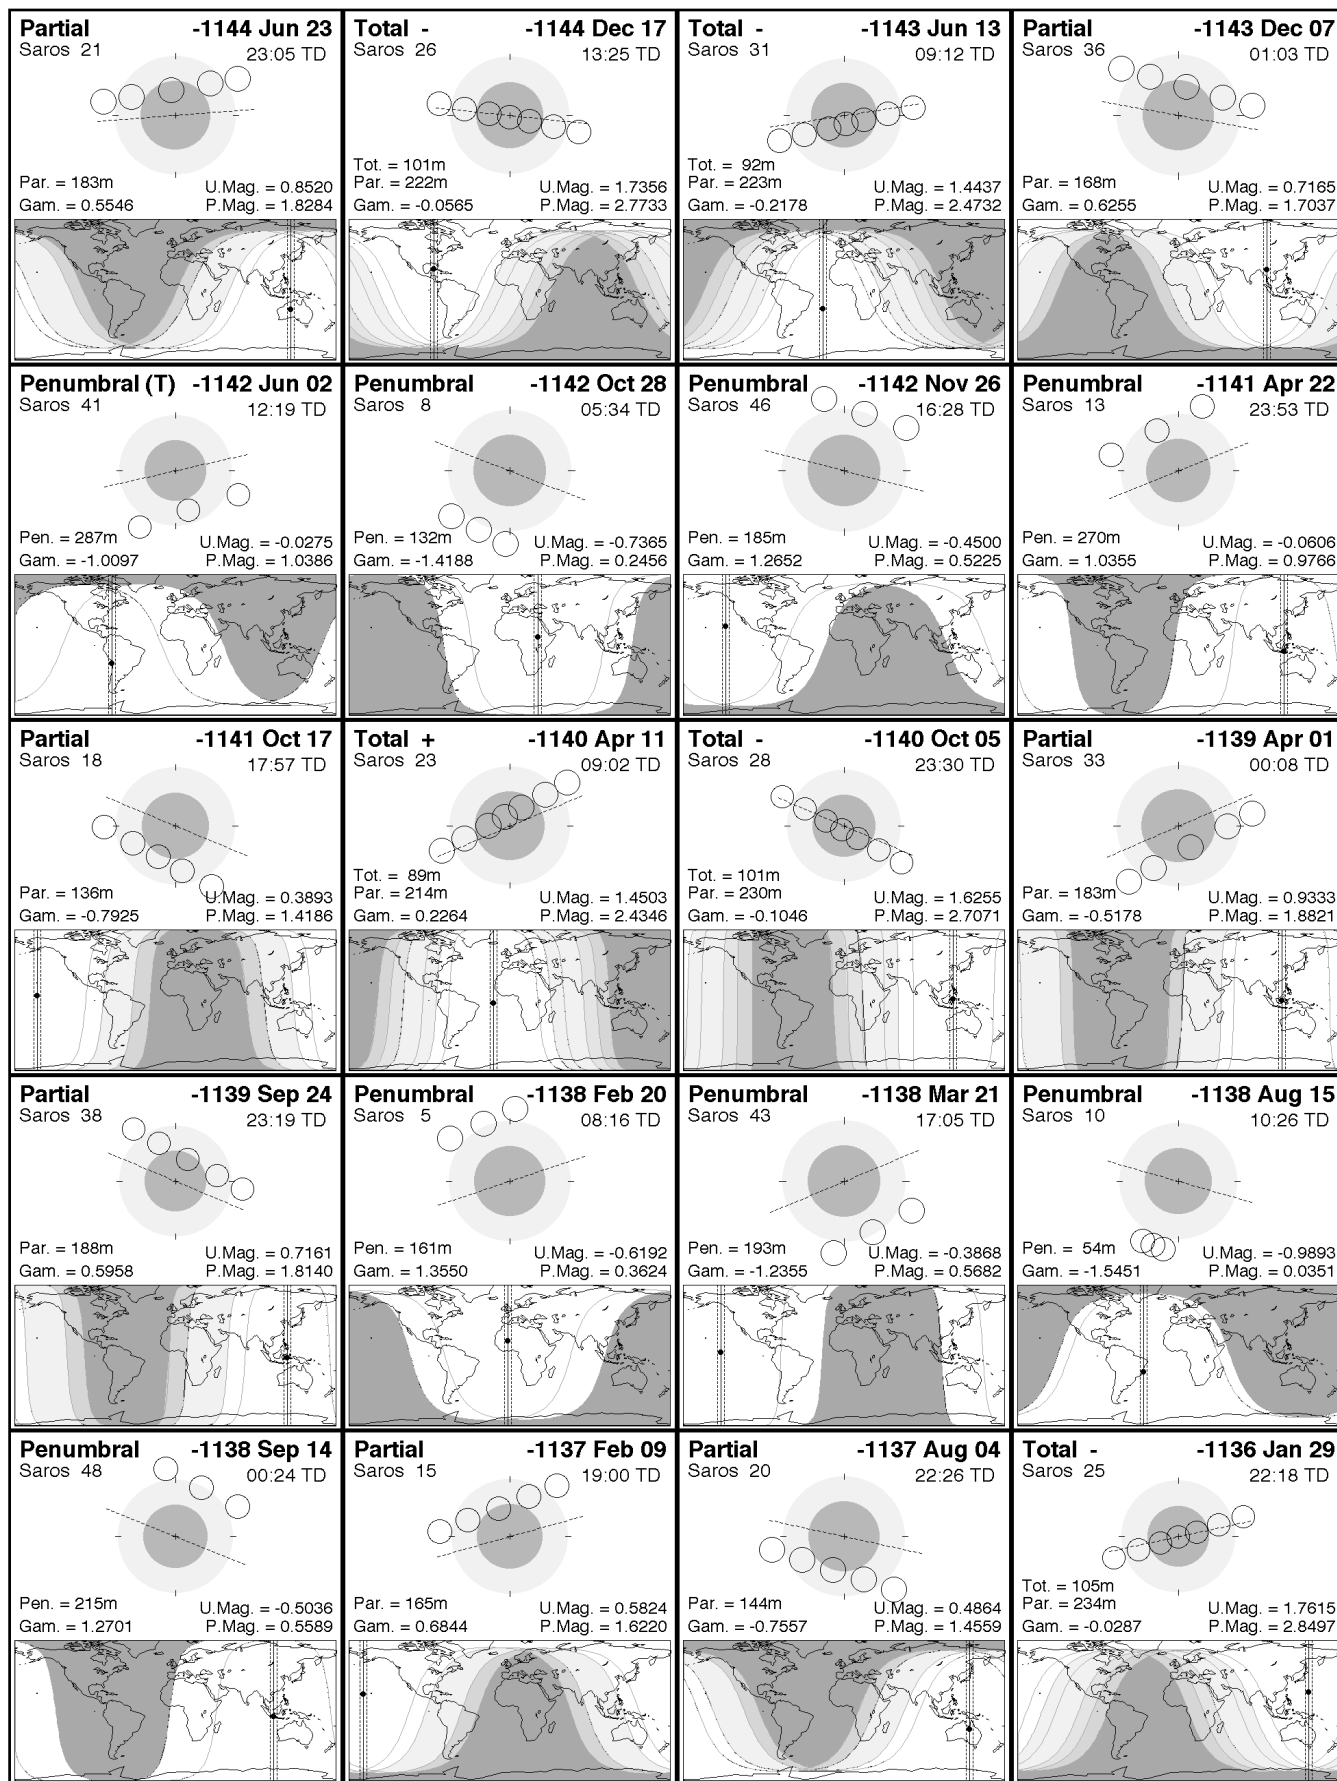 Partial -1144 Jun 23
Saros 21 23:05 TD
Par. = 183m U.Mag. = 0.8520
Gam. = 0.5546 P.Mag. = 1.8284
Total - -1144 Dec 17
Saros 26 13:25 TD
Tot. = 101m
Par. = 222m U.Mag. = 1.7356
Gam. = -0.0565 P.Mag. = 2.7733
Total - -1143 Jun 13
Saros 31 09:12 TD
Tot. = 92m
Par. = 223m U.Mag. = 1.4437
Gam. = -0.2178 P.Mag. = 2.4732
Partial -1143 Dec 07
Saros 36 01:03 TD
Par. = 168m U.Mag. = 0.7165
Gam. = 0.6255 P.Mag. = 1.7037
Penumbral (T) -1142 Jun 02
Saros 41 12:19 TD
Pen. = 287m U.Mag. = -0.0275
Gam. = -1.0097 P.Mag. = 1.0386
Penumbral -1142 Oct 28
Saros 8 05:34 TD
Pen. = 132m U.Mag. = -0.7365
Gam. = -1.4188 P.Mag. = 0.2456
Penumbral -1142 Nov 26
Saros 46 16:28 TD
Pen. = 185m U.Mag. = -0.4500
Gam. = 1.2652 P.Mag. = 0.5225
Penumbral -1141 Apr 22
Saros 13 23:53 TD
Pen. = 270m U.Mag. = -0.0606
Gam. = 1.0355 P.Mag. = 0.9766
Partial -1141 Oct 17
Saros 18 17:57 TD
Par. = 136m U.Mag. = 0.3893
Gam. = -0.7925 P.Mag. = 1.4186
Total + -1140 Apr 11
Saros 23 09:02 TD
Tot. = 89m
Par. = 214m U.Mag. = 1.4503
Gam. = 0.2264 P.Mag. = 2.4346
Total - -1140 Oct 05
Saros 28 23:30 TD
Tot. = 101m
Par. = 230m U.Mag. = 1.6255
Gam. = -0.1046 P.Mag. = 2.7071
Partial -1139 Apr 01
Saros 33 00:08 TD
Par. = 183m U.Mag. = 0.9333
Gam. = -0.5178 P.Mag. = 1.8821
Partial -1139 Sep 24
Saros 38 23:19 TD
Par. = 188m U.Mag. = 0.7161
Gam. = 0.5958 P.Mag. = 1.8140
Penumbral -1138 Feb 20
Saros 5 08:16 TD
Pen. = 161m U.Mag. = -0.6192
Gam. = 1.3550 P.Mag. = 0.3624
Penumbral -1138 Mar 21
Saros 43 17:05 TD
Pen. = 193m U.Mag. = -0.3868
Gam. = -1.2355 P.Mag. = 0.5682
Penumbral -1138 Aug 15
Saros 10 10:26 TD
Pen. = 54m U.Mag. = -0.9893
Gam. = -1.5451 P.Mag. = 0.0351
Penumbral -1138 Sep 14
Saros 48 00:24 TD
Pen. = 215m U.Mag. = -0.5036
Gam. = 1.2701 P.Mag. = 0.5589
Partial -1137 Feb 09
Saros 15 19:00 TD
Par. = 165m U.Mag. = 0.5824
Gam. = 0.6844 P.Mag. = 1.6220
Partial -1137 Aug 04
Saros 20 22:26 TD
Par. = 144m U.Mag. = 0.4864
Gam. = -0.7557 P.Mag. = 1.4559
Total - -1136 Jan 29
Saros 25 22:18 TD
Tot. = 105m
Par. = 234m U.Mag. = 1.7615
Gam. = -0.0287 P.Mag. = 2.8497